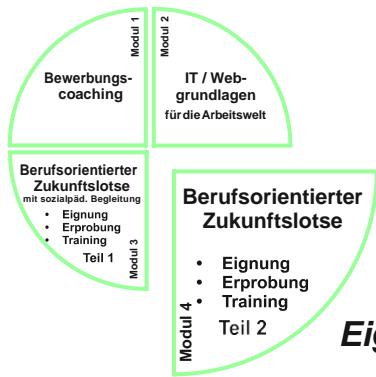 Modul 1
Bewerbungs-
coaching
Modul 2
IT / Web-
grundlagen
für die Arbeitswelt
Berufsorientierter
Zukunftslotse
mit sozialpäd. Begleitung
• Eignung
• Erprobung
• Training
Teil 1
Modul 3
Berufsorientierter
Zukunftslotse
• Eignung
• Erprobung
• Training
Teil 2
Modul 4
Eig